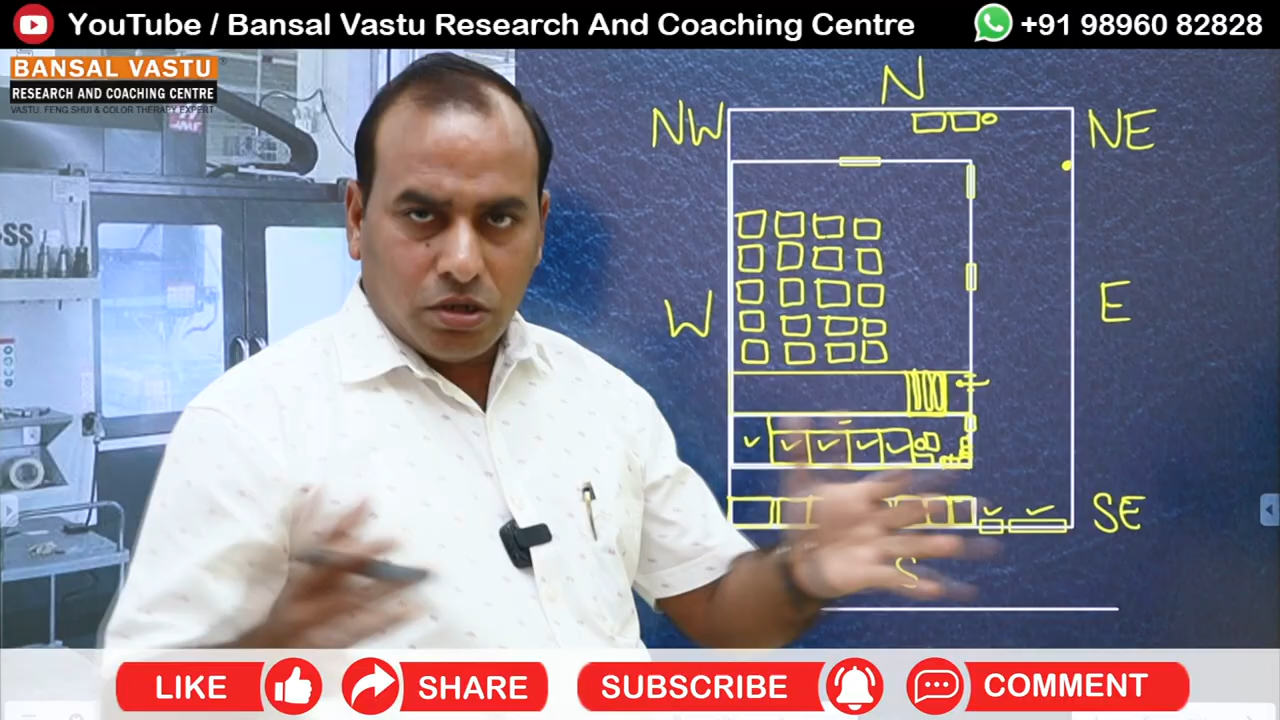 YouTube / Bansal Vastu Research And Coaching Centre
+91 98960 82828
BANSAL VASTU
RESEARCH AND COACHING CENTRE
VASTU, FENG SHUI & COLOR THERAPY EXPERT
N
NW
NE
W
E
SE
S
LIKE
SHARE
SUBSCRIBE
COMMENT